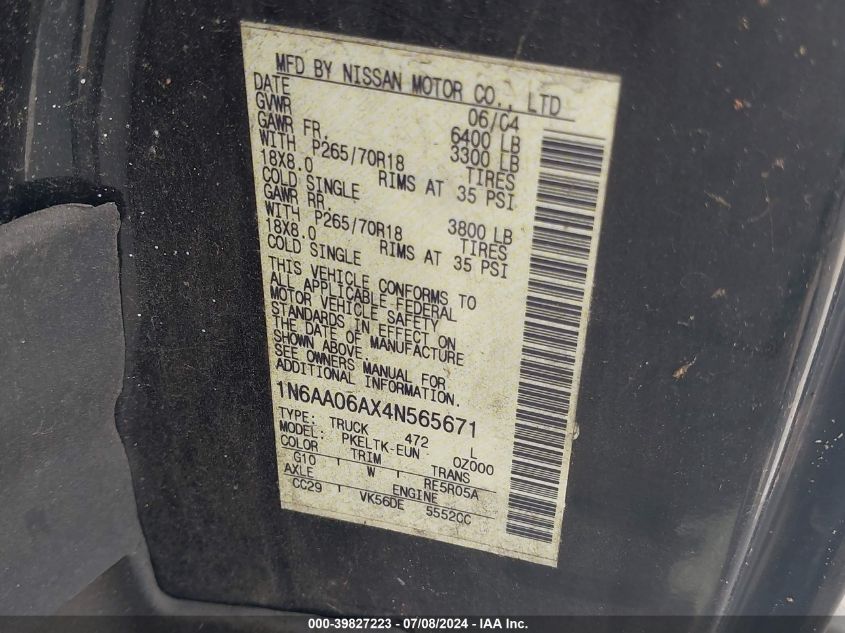 MFD BY NISSAN MOTOR CO., LTD
DATE 06/04
GVWR 6400 LB
GAWR FR. 3300 LB
WITH P265/70R18 TIRES
18X8.0 RIMS AT 35 PSI
COLD SINGLE
GAWR RR. 3800 LB
WITH P265/70R18 TIRES
18X8.0 RIMS AT 35 PSI
COLD SINGLE
THIS VEHICLE CONFORMS TO
ALL APPLICABLE FEDERAL
MOTOR VEHICLE SAFETY
STANDARDS IN EFFECT ON
THE DATE OF MANUFACTURE
SHOWN ABOVE.
SEE OWNERS MANUAL FOR
ADDITIONAL INFORMATION.
1N6AA06AX4N565671
TYPE: TRUCK 472 L
MODEL: PKELTK-EUN 0Z000
COLOR TRIM TRANS
G10 W RE5R05A
AXLE ENGINE
CC29 VK56DE 5552CC
000-39827223 - 07/08/2024 - IAA Inc.